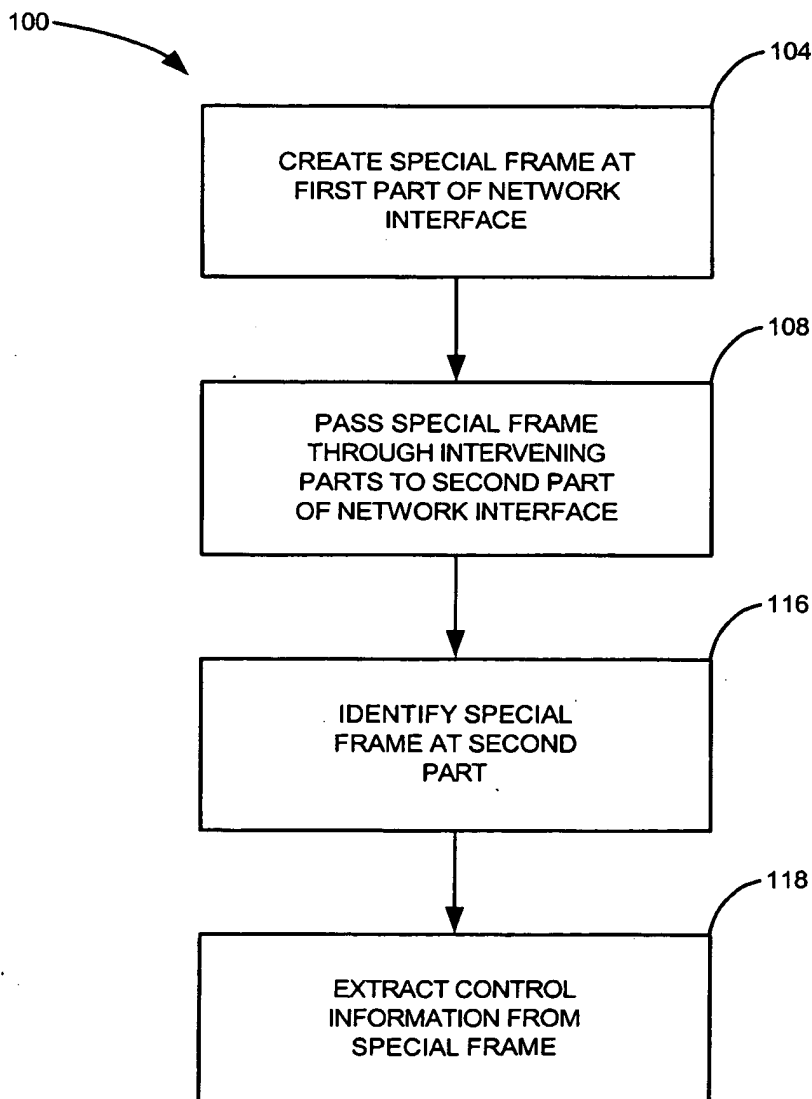 100
104
CREATE SPECIAL FRAME AT
FIRST PART OF NETWORK
INTERFACE
108
PASS SPECIAL FRAME
THROUGH INTERVENING
PARTS TO SECOND PART
OF NETWORK INTERFACE
116
IDENTIFY SPECIAL
FRAME AT SECOND
PART
118
EXTRACT CONTROL
INFORMATION FROM
SPECIAL FRAME